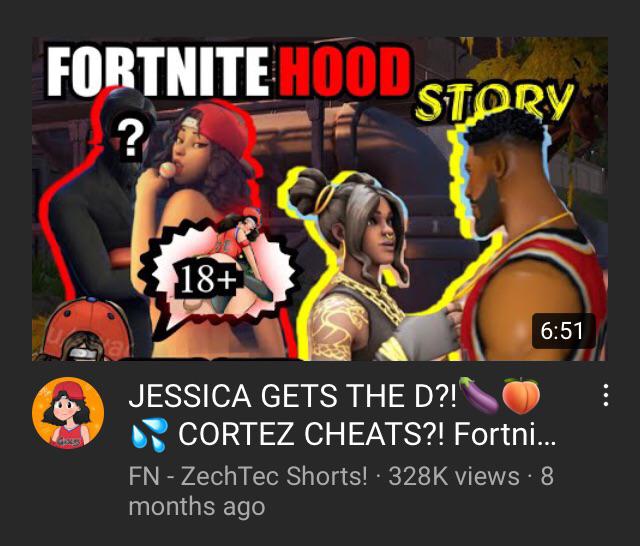 FORTNITE HOOD
STORY
?
18+
6:51
JESSICA GETS THE D?!🍆🍑
💦 CORTEZ CHEATS?! Fortni...
FN - ZechTec Shorts! · 328K views · 8
months ago